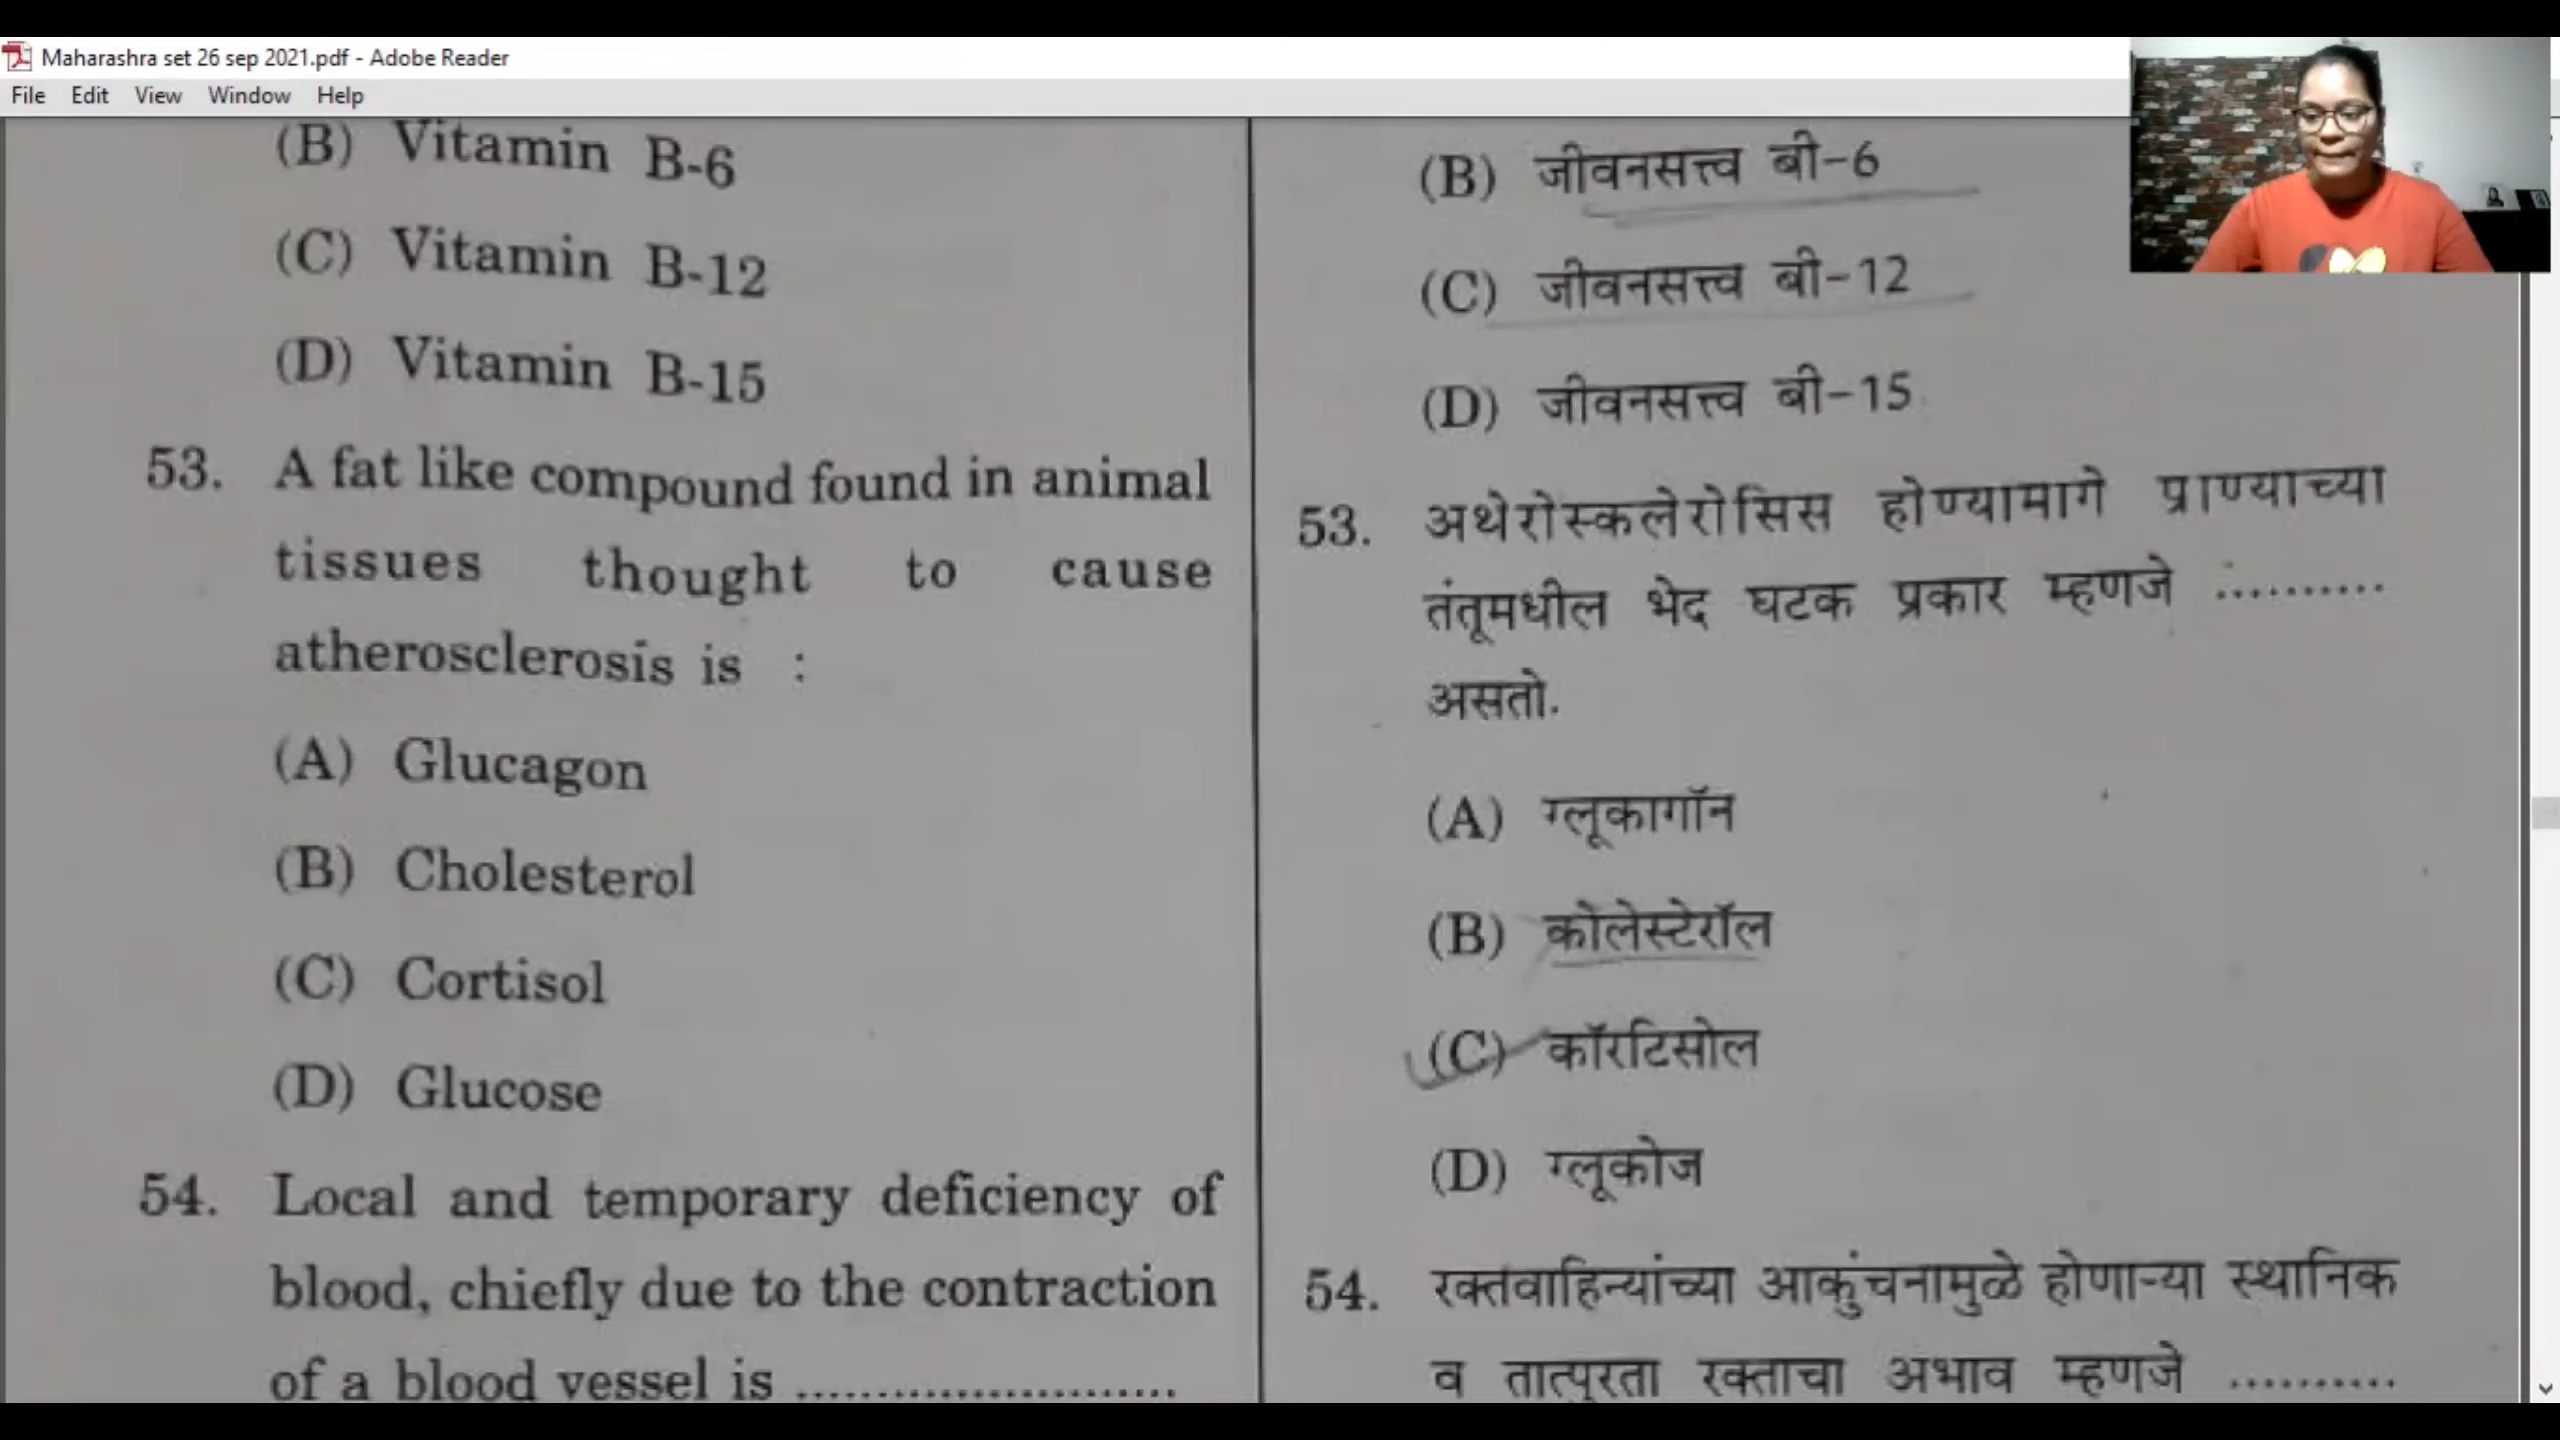 Maharashra set 26 sep 2021.pdf - Adobe Reader
File Edit View Window Help
(B) Vitamin B-6
(C) Vitamin B-12
(D) Vitamin B-15
53. A fat like compound found in animal
tissues thought to cause
atherosclerosis is :
(A) Glucagon
(B) Cholesterol
(C) Cortisol
(D) Glucose
54. Local and temporary deficiency of
blood, chiefly due to the contraction
of a blood vessel is ........................
(B) जीवनसत्त्व बी-6
(C) जीवनसत्त्व बी-12
(D) जीवनसत्त्व बी-15
53. अथेरोस्कलेरोसिस होण्यामागे प्राण्याच्या
तंतूमधील भेद घटक प्रकार म्हणजे ..........
असतो.
(A) ग्लूकागॉन
(B) कोलेस्टेरॉल
(C) कॉरटिसोल
(D) ग्लूकोज
54. रक्तवाहिन्यांच्या आकुंचनामुळे होणाऱ्या स्थानिक
व तात्पुरता रक्ताचा अभाव म्हणजे ..........